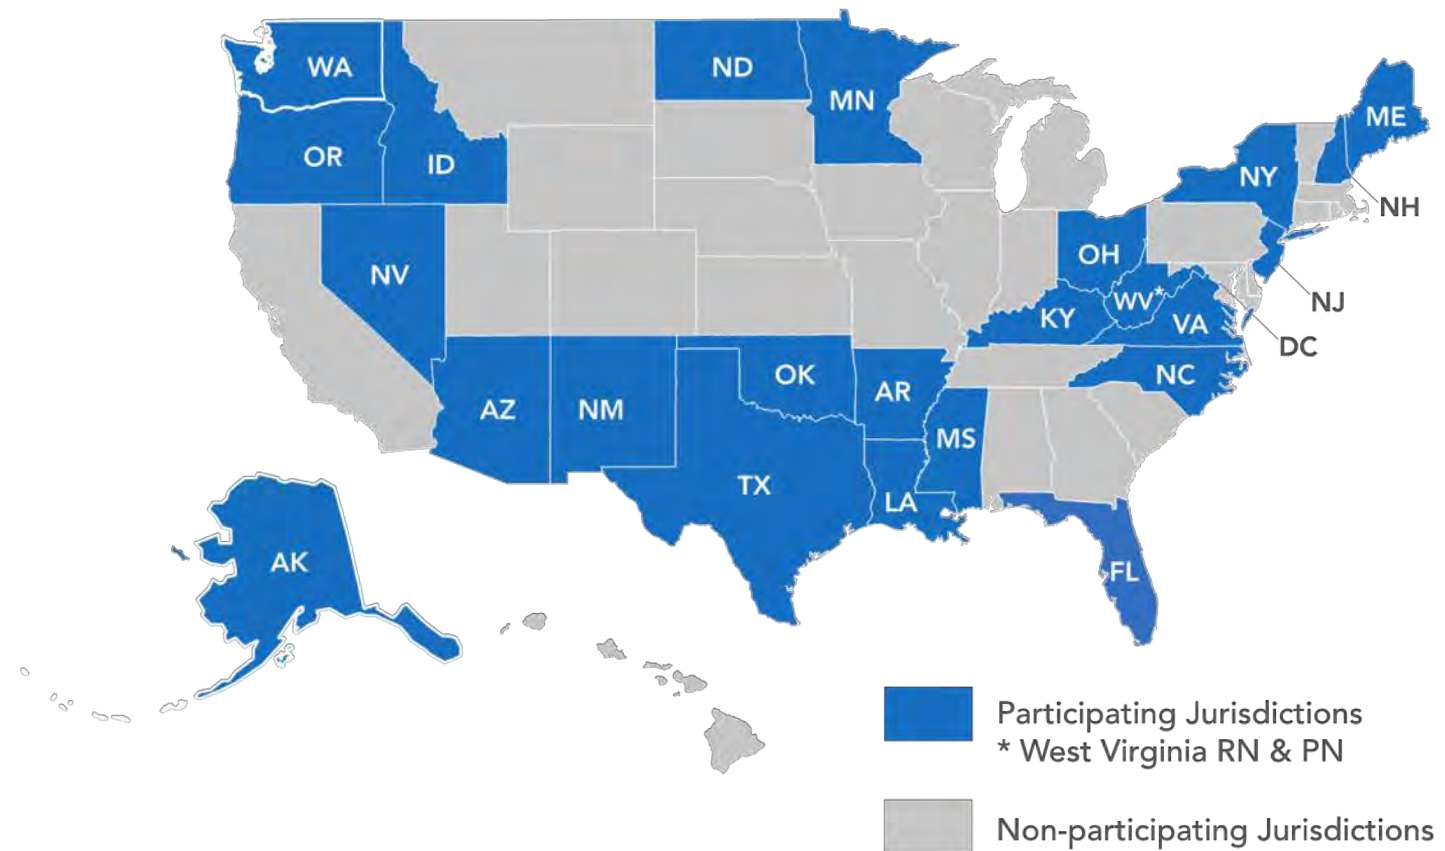 WA
ND
MN
ME
OR
ID
NY
NH
NV
OH
WV*
NJ
KY
VA
DC
OK
AR
NC
AZ
NM
MS
TX
LA
FL
AK
Participating Jurisdictions
* West Virginia RN & PN
Non-participating Jurisdictions